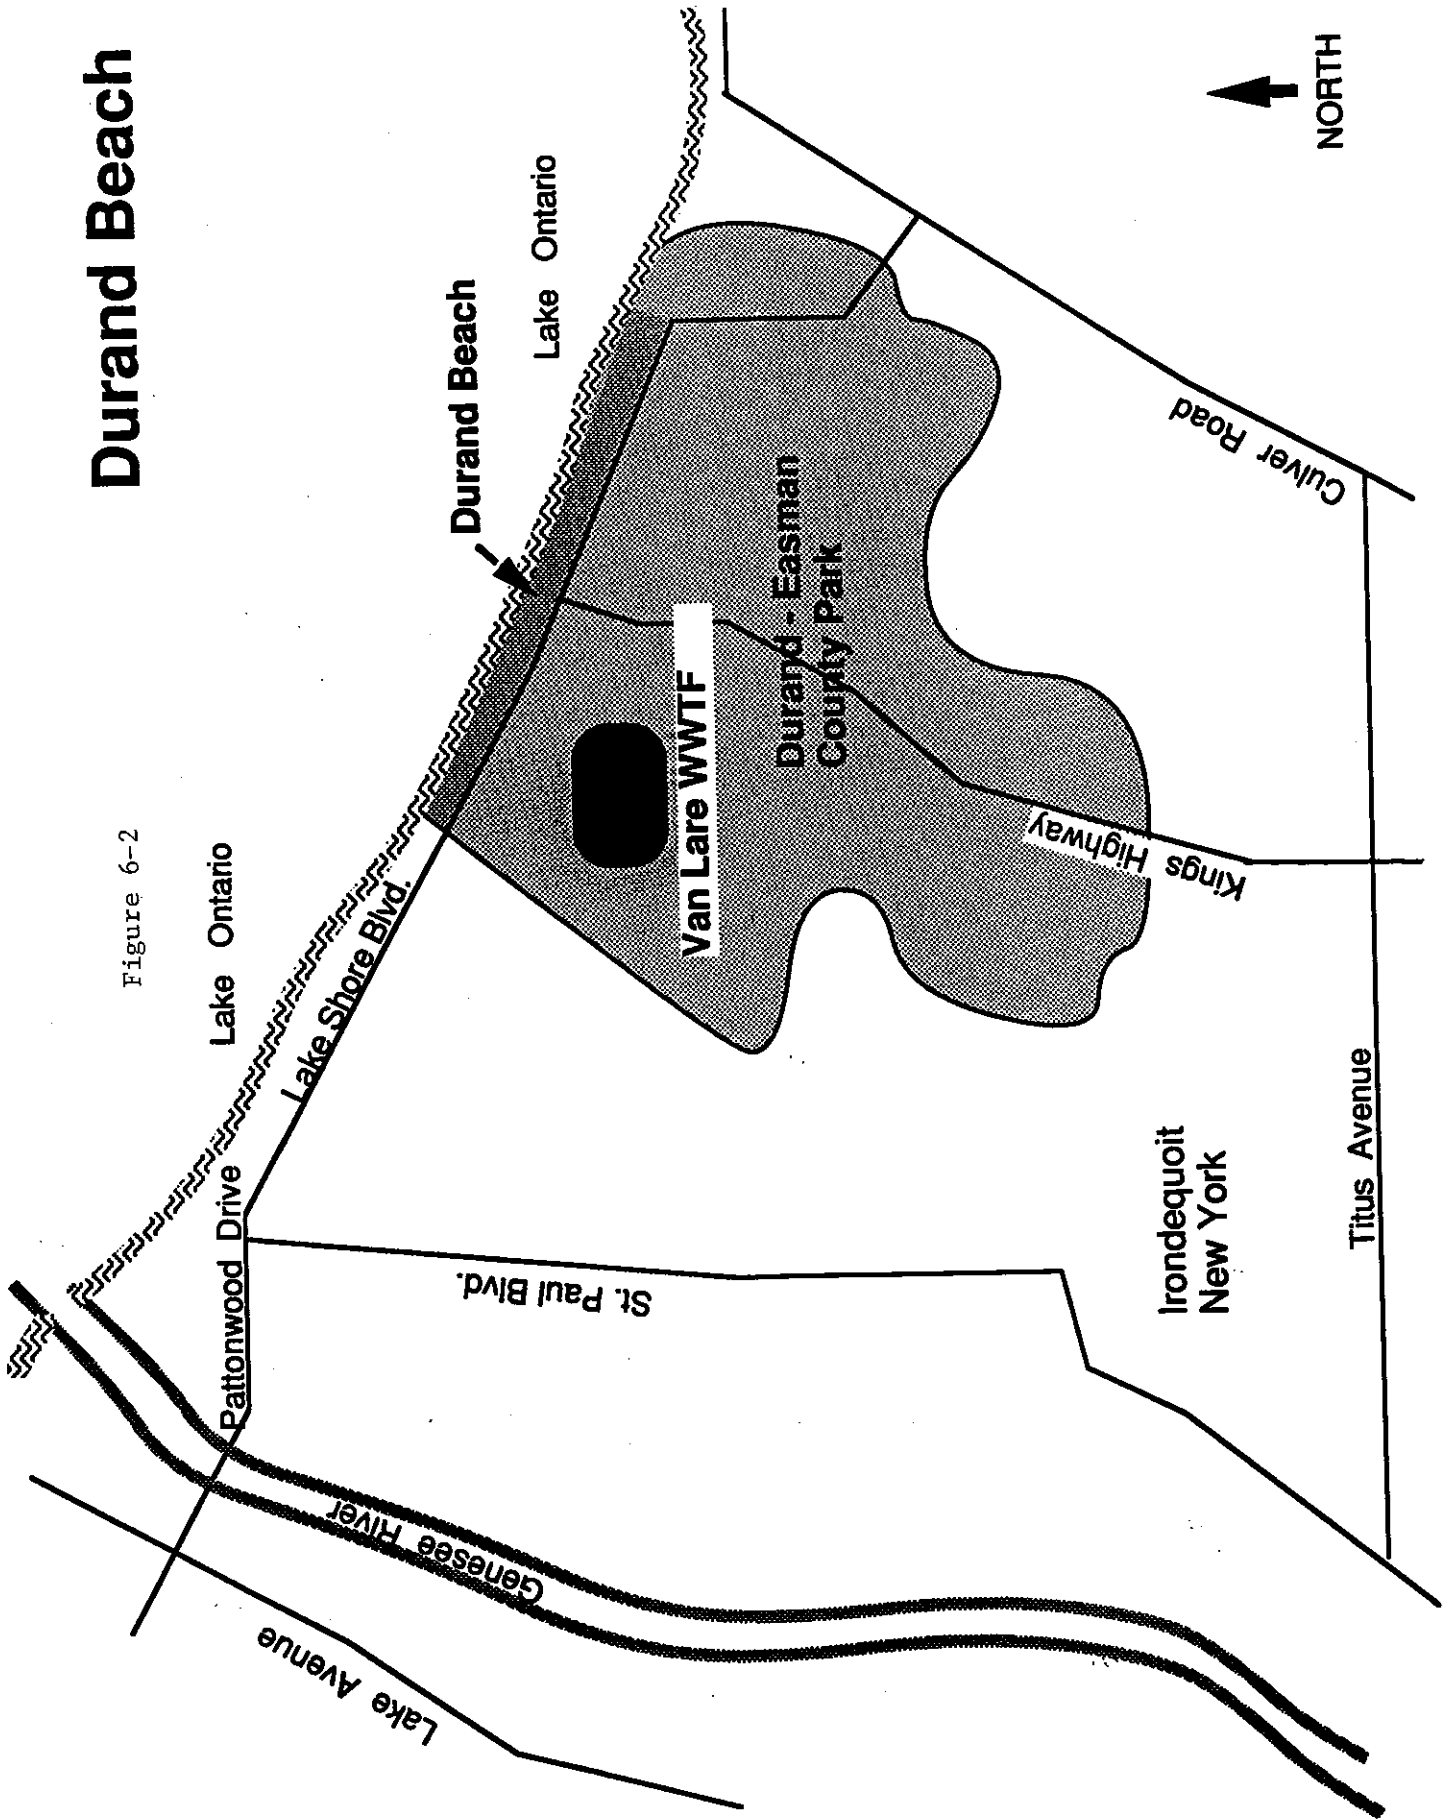 Durand Beach
Figure 6-2
Lake Ontario
Durand Beach
Lake Ontario
Pattonwood Drive
Lake Shore Blvd.
St. Paul Blvd.
Genesee River
Lake Avenue
Van Lare WWTF
Durand - Easman
County Park
Kings Highway
Culver Road
Irondequoit
New York
Titus Avenue
NORTH